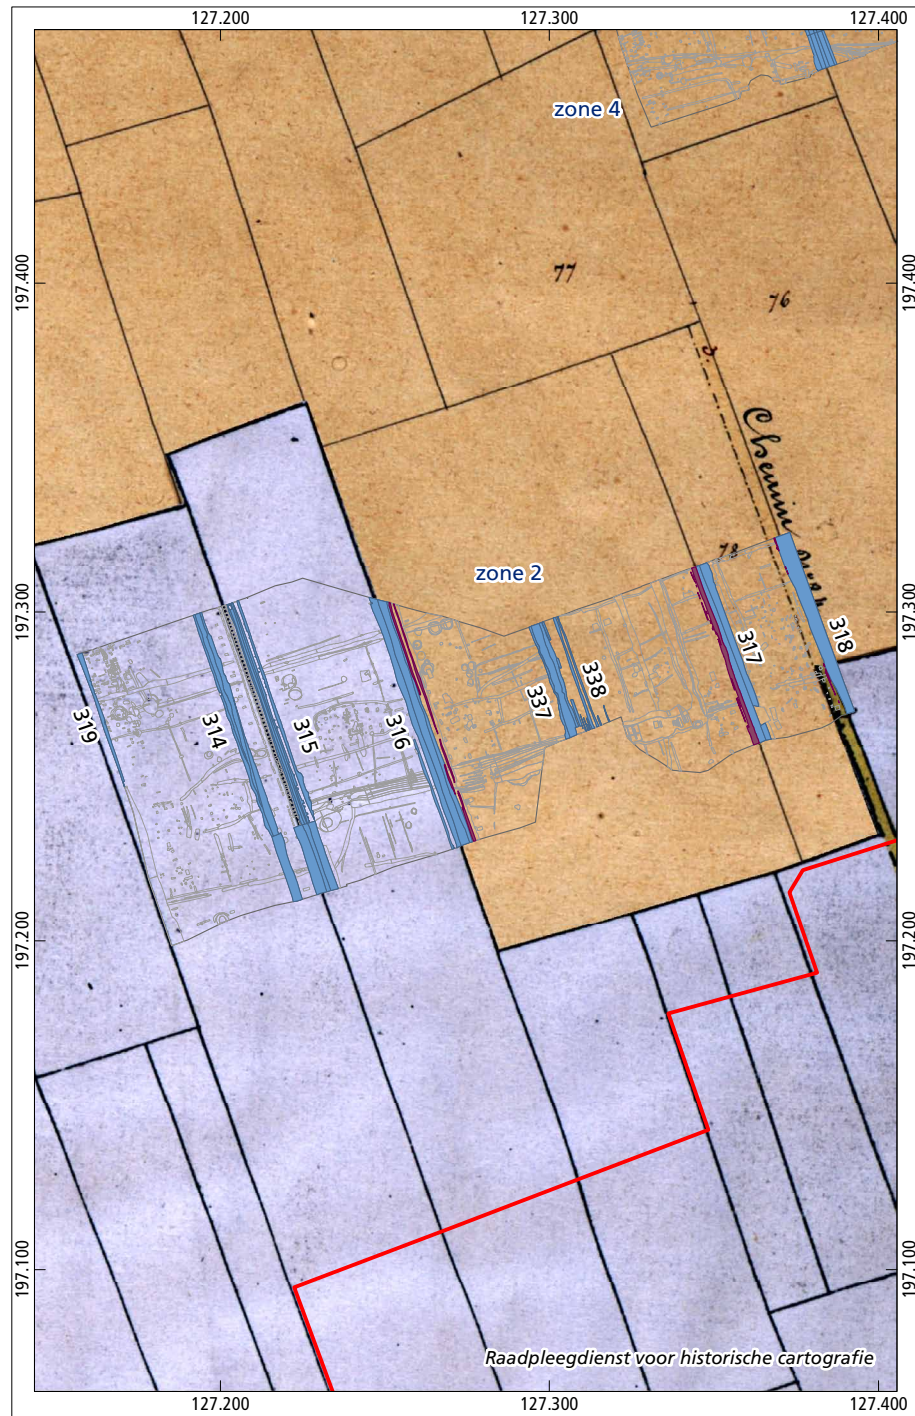 127.200 127.300 127.400
zone 4
197.400 77 76 197.400
Chemin
78
zone 2
197.300 197.300
319 314 315 316 337 338 317 318
197.200 197.200
197.100 197.100
Raadpleegdienst voor historische cartografie
127.200 127.300 127.400